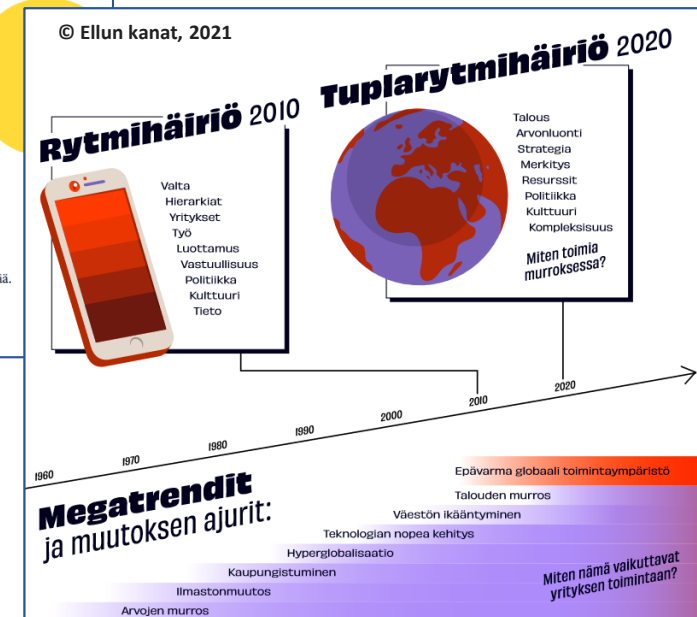 © Ellun kanat, 2021
Rytmihäiriö 2010
Valta
Hierarkiat
Yritykset
Työ
Luottamus
Vastuullisuus
Politiikka
Kulttuuri
Tieto
Tuplarytmihäiriö 2020
Talous
Arvonluonti
Strategia
Merkitys
Resurssit
Politiikka
Kulttuuri
Kompleksisuus
Miten toimia
murroksessa?
1960
1970
1980
1990
2000
2010
2020
Megatrendit
ja muutoksen ajurit:
Epävarma globaali toimintaympäristö
Talouden murros
Väestön ikääntyminen
Teknologian nopea kehitys
Hyperglobalisaatio
Kaupungistuminen
Ilmastonmuutos
Arvojen murros
Miten nämä vaikuttavat
yrityksen toimintaan?